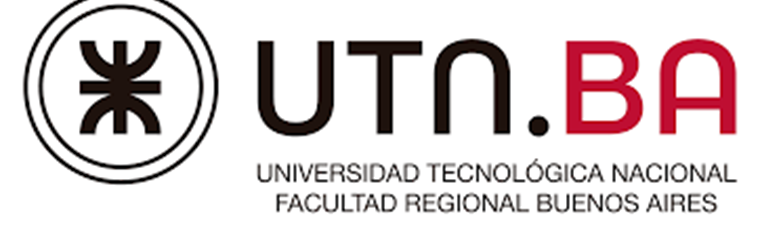 UTN.BA
UNIVERSIDAD TECNOLÓGICA NACIONAL
FACULTAD REGIONAL BUENOS AIRES